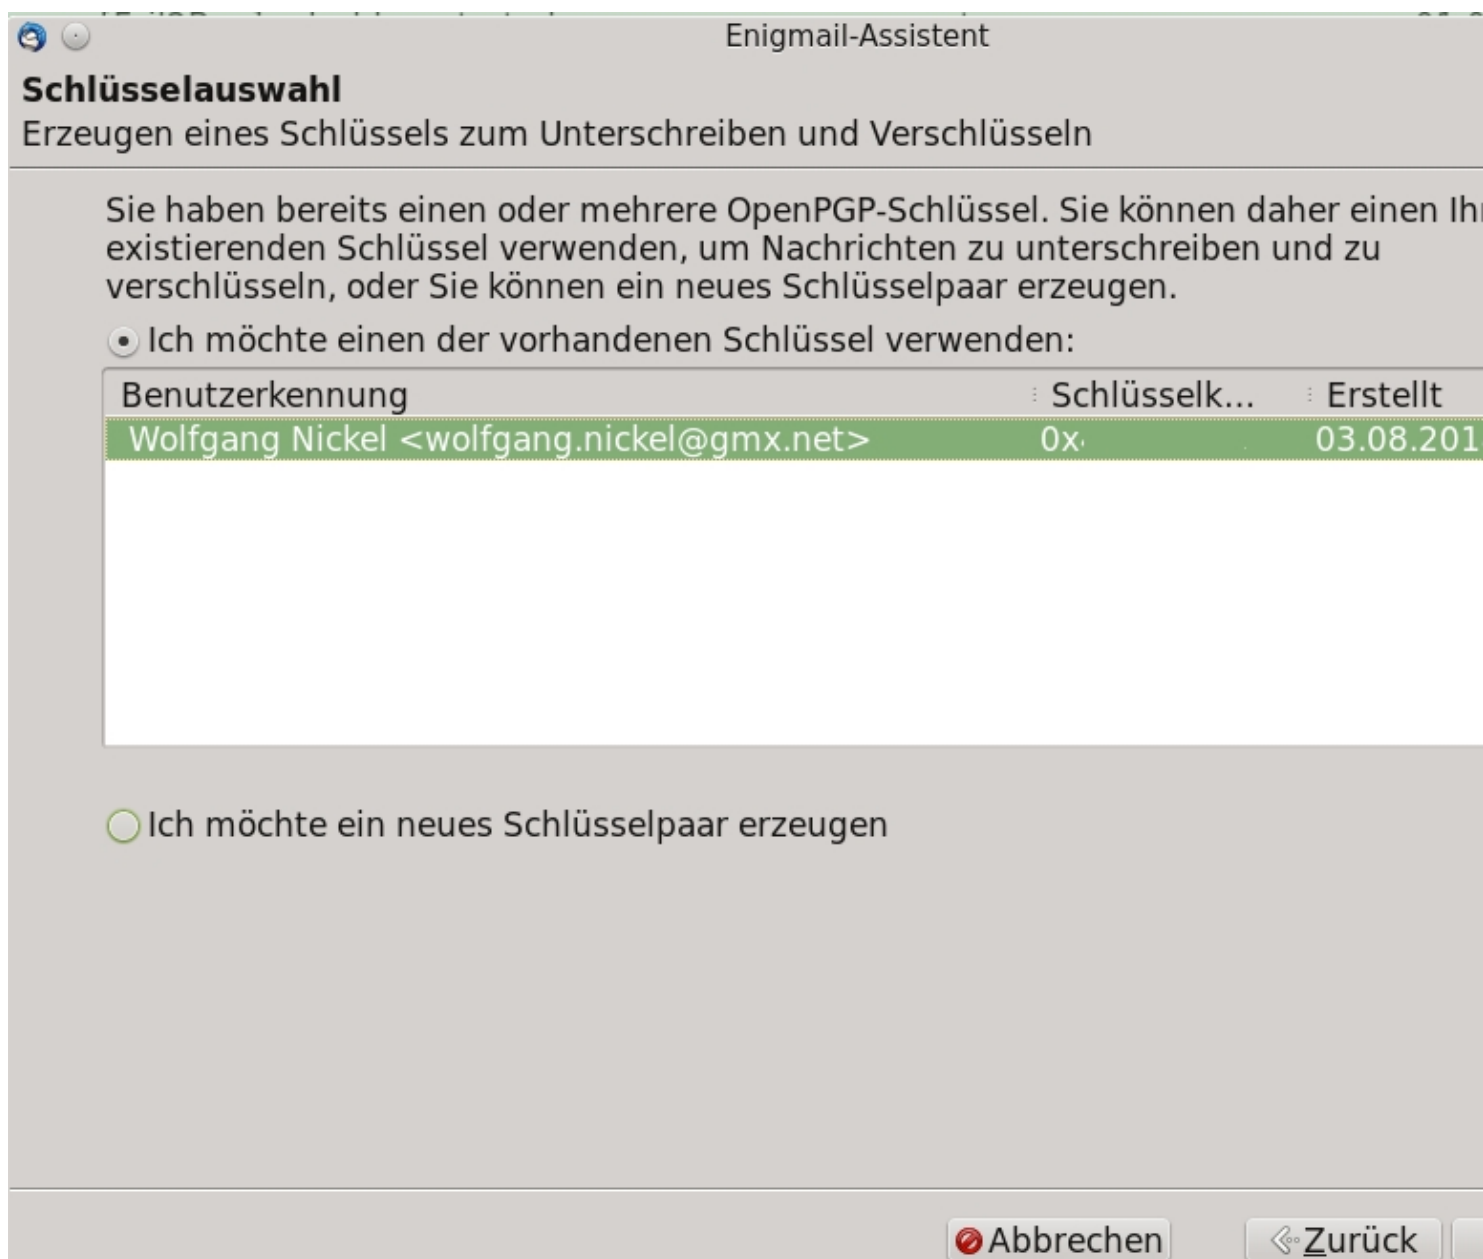 Enigmail-Assistent
Schlüsselauswahl
Erzeugen eines Schlüssels zum Unterschreiben und Verschlüsseln
Sie haben bereits einen oder mehrere OpenPGP-Schlüssel. Sie können daher einen
existierenden Schlüssel verwenden, um Nachrichten zu unterschreiben und zu
verschlüsseln, oder Sie können ein neues Schlüsselpaar erzeugen.
Ich möchte einen der vorhandenen Schlüssel verwenden:
Benutzerkennung Schlüsselk... Erstellt
Wolfgang Nickel <wolfgang.nickel@gmx.net> 0x 03.08.201
Ich möchte ein neues Schlüsselpaar erzeugen
Abbrechen Zurück